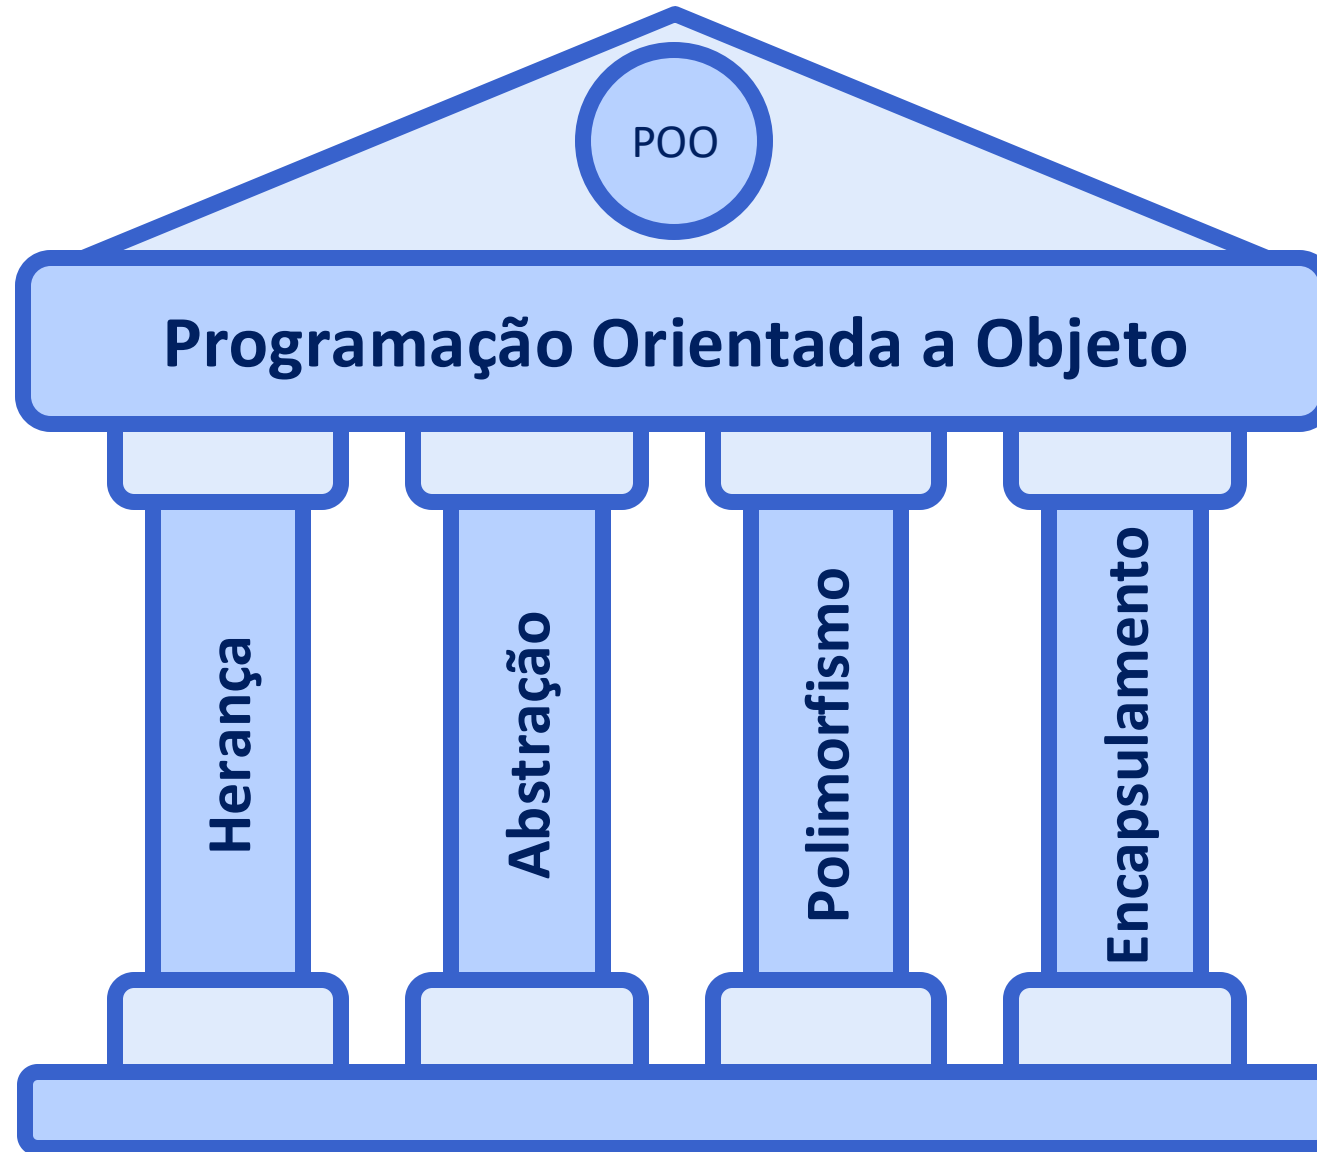 POO
Programação Orientada a Objeto
Herança
Abstração
Polimorfismo
Encapsulamento